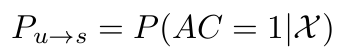 $P_{u \to s} = P(AC = 1 | \mathcal{X})$